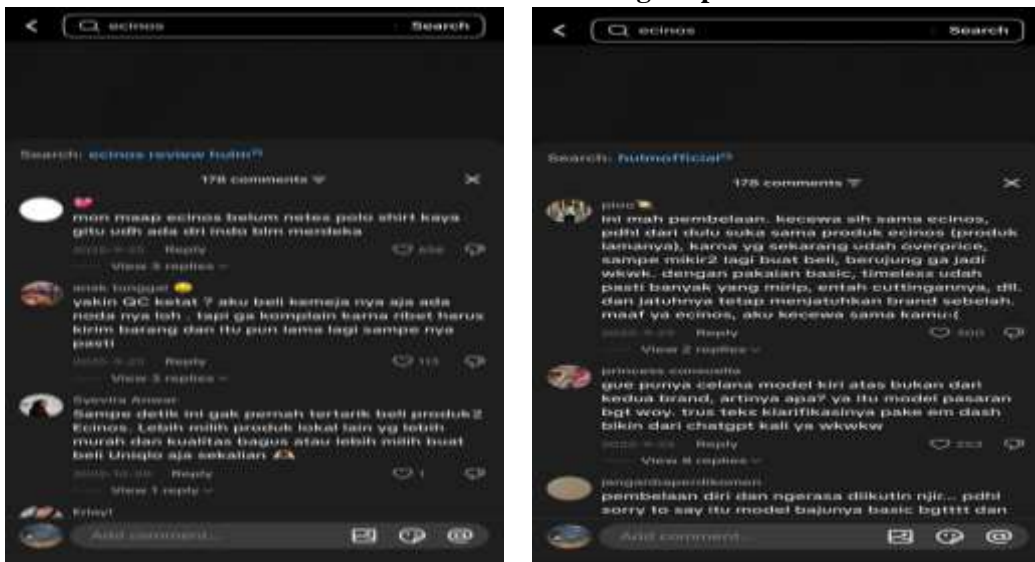 ecinos
Search
Search: ecinos review hulm
178 comments
mon maap ecinos belum netes polo shirt kaya
gitu udh ada dri indo blm merdeka
Reply
View 3 replies
anak tunggal
yakin QC ketat ? aku beli kemeja nya aja ada
noda nya loh . tapi ga komplain karna ribet harus
kirim barang dan itu pun lama lagi sampe nya
pasti
Reply
113
View 3 replies
Syevira Anwar
Sampe detik ini gak pernah tertarik beli produk2
Ecinos. Lebih milih produk lokal lain yg lebih
murah dan kualitas bagus atau lebih milih buat
beli Uniqlo aja sekalian
Reply
1
View 1 reply
Add comment...
ecinos
Search
Search: hulmofficial
178 comments
ini mah pembelaan. kecewa sih sama ecinos,
pdhl dari dulu suka sama produk ecinos (produk
lamanya), karna yg sekarang udah overprice,
sampe mikir2 lagi buat beli, berujung ga jadi
wkwk. dengan pakaian basic, timeless udah
pasti banyak yang mirip, entah cuttingannya, dll.
dan jatuhnya tetap menjatuhkan brand sebelah.
maaf ya ecinos, aku kecewa sama kamu:(
Reply
View 2 replies
princess consuella
gue punya celana model kiri atas bukan dari
kedua brand, artinya apa? ya itu model pasaran
bgt woy. trus teks klarifikasinya pake em dash
bikin dari chatgpt kali ya wkwkw
Reply
View 8 replies
janganbaperdikomen
pembelaan diri dan ngerasa diikutin njir... pdhl
sorry to say itu model bajunya basic bgtttt dan
Add comment...